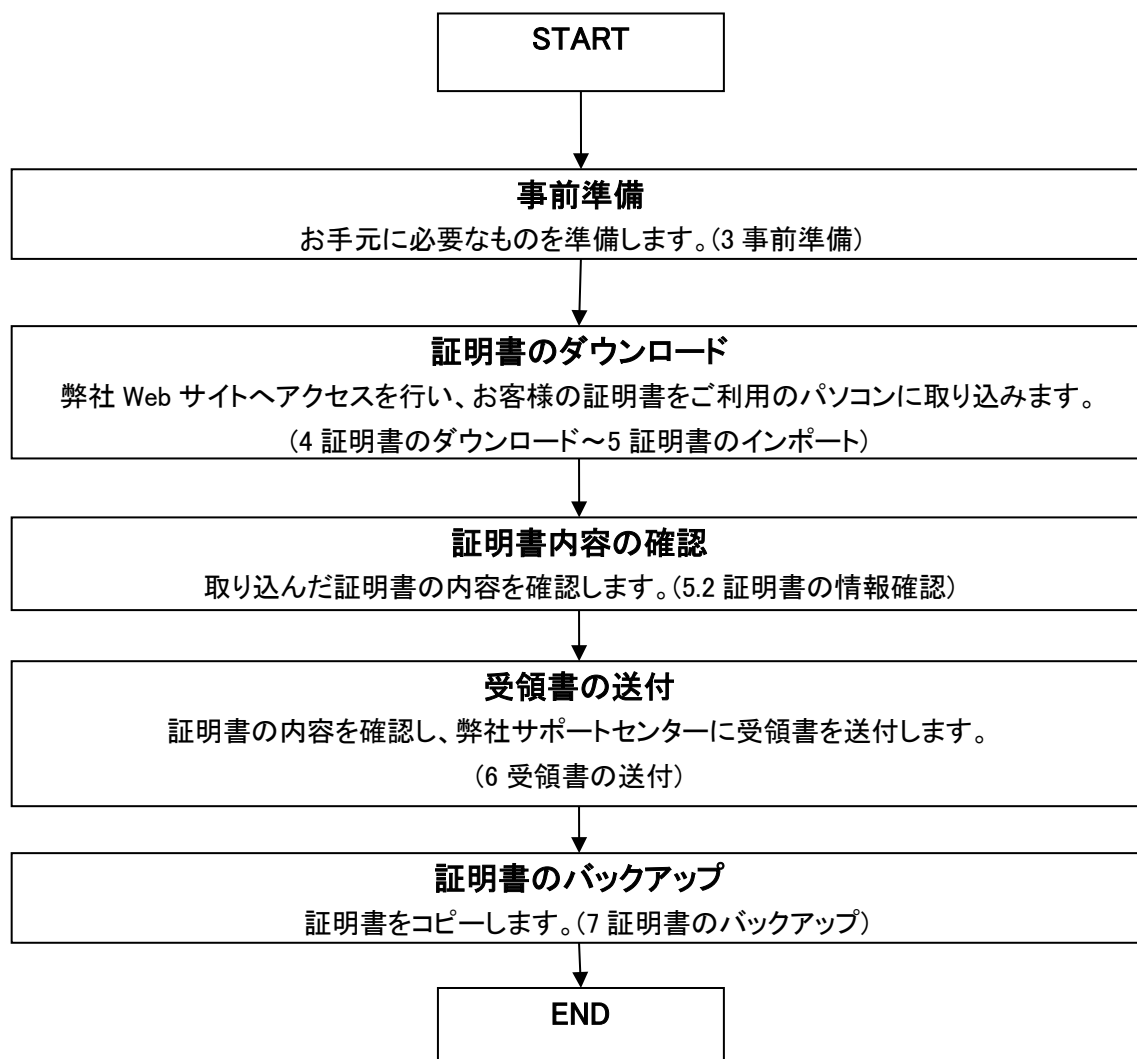 START
事前準備
お手元に必要なものを準備します。(3 事前準備)
証明書のダウンロード
弊社 Web サイトへアクセスを行い、お客様の証明書をご利用のパソコンに取り込みます。
(4 証明書のダウンロード～5 証明書のインポート)
証明書内容の確認
取り込んだ証明書の内容を確認します。(5.2 証明書の情報確認)
受領書の送付
証明書の内容を確認し、弊社サポートセンターに受領書を送付します。
(6 受領書の送付)
証明書のバックアップ
証明書をコピーします。(7 証明書のバックアップ)
END